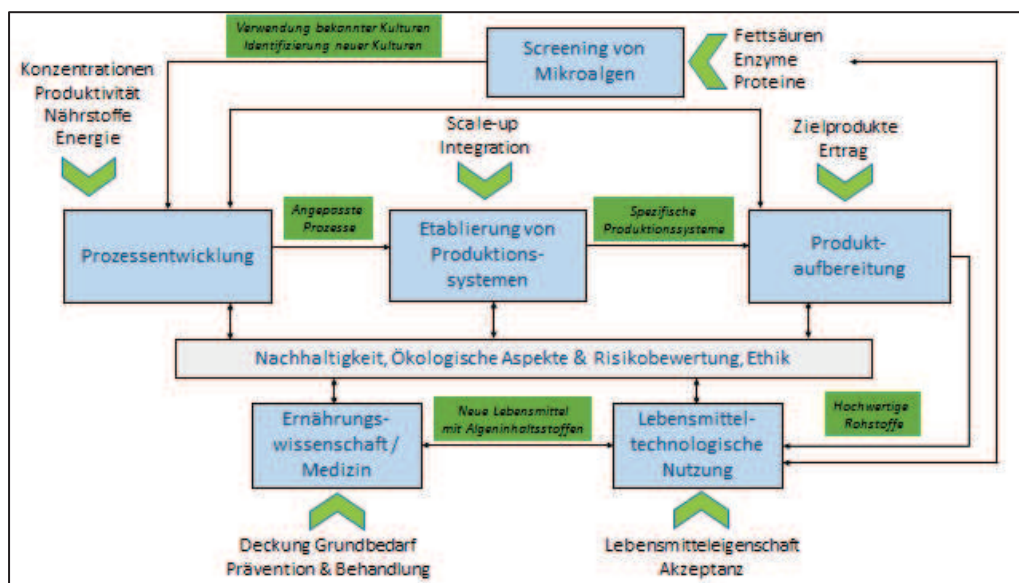 Verwendung bekannter Kulturen
Identifizierung neuer Kulturen
Screening von
Mikroalgen
Fettsäuren
Enzyme
Proteine
Konzentrationen
Produktivität
Nährstoffe
Energie
Scale-up
Integration
Zielprodukte
Ertrag
Prozessentwicklung
Angepasste
Prozesse
Etablierung von
Produktions-
systemen
Spezifische
Produktionssysteme
Produkt-
aufbereitung
Nachhaltigkeit, Ökologische Aspekte & Risikobewertung, Ethik
Ernährungs-
wissenschaft /
Medizin
Neue Lebensmittel
mit Algeninhaltsstoffen
Lebensmittel-
technologische
Nutzung
Hochwertige
Rohstoffe
Deckung Grundbedarf
Prävention & Behandlung
Lebensmitteleigenschaft
Akzeptanz